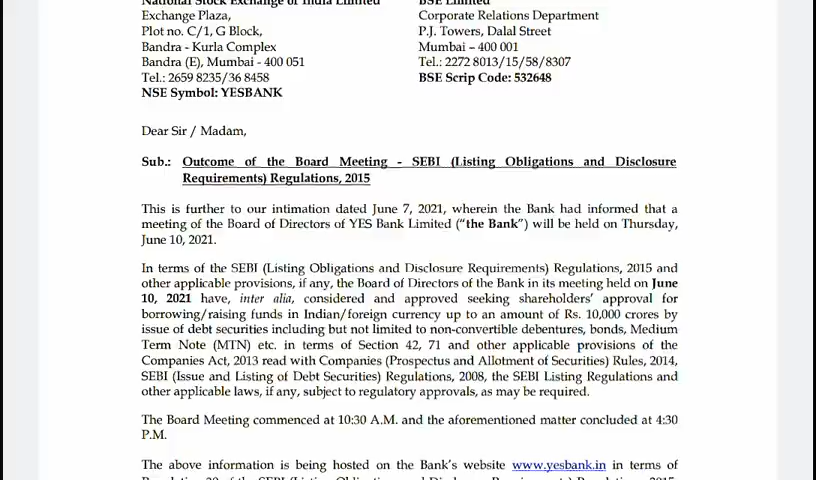 National Stock Exchange of India Limited
Exchange Plaza,
Plot no. C/1, G Block,
Bandra - Kurla Complex
Bandra (E), Mumbai - 400 051
Tel.: 2659 8235/36 8458
NSE Symbol: YESBANK
BSE Limited
Corporate Relations Department
P.J. Towers, Dalal Street
Mumbai – 400 001
Tel.: 2272 8013/15/58/8307
BSE Scrip Code: 532648
Dear Sir / Madam,
Sub.: Outcome of the Board Meeting - SEBI (Listing Obligations and Disclosure
Requirements) Regulations, 2015
This is further to our intimation dated June 7, 2021, wherein the Bank had informed that a
meeting of the Board of Directors of YES Bank Limited (“the Bank”) will be held on Thursday,
June 10, 2021.
In terms of the SEBI (Listing Obligations and Disclosure Requirements) Regulations, 2015 and
other applicable provisions, if any, the Board of Directors of the Bank in its meeting held on June
10, 2021 have, inter alia, considered and approved seeking shareholders’ approval for
borrowing/raising funds in Indian/foreign currency up to an amount of Rs. 10,000 crores by
issue of debt securities including but not limited to non-convertible debentures, bonds, Medium
Term Note (MTN) etc. in terms of Section 42, 71 and other applicable provisions of the
Companies Act, 2013 read with Companies (Prospectus and Allotment of Securities) Rules, 2014,
SEBI (Issue and Listing of Debt Securities) Regulations, 2008, the SEBI Listing Regulations and
other applicable laws, if any, subject to regulatory approvals, as may be required.
The Board Meeting commenced at 10:30 A.M. and the aforementioned matter concluded at 4:30
P.M.
The above information is being hosted on the Bank’s website www.yesbank.in in terms of